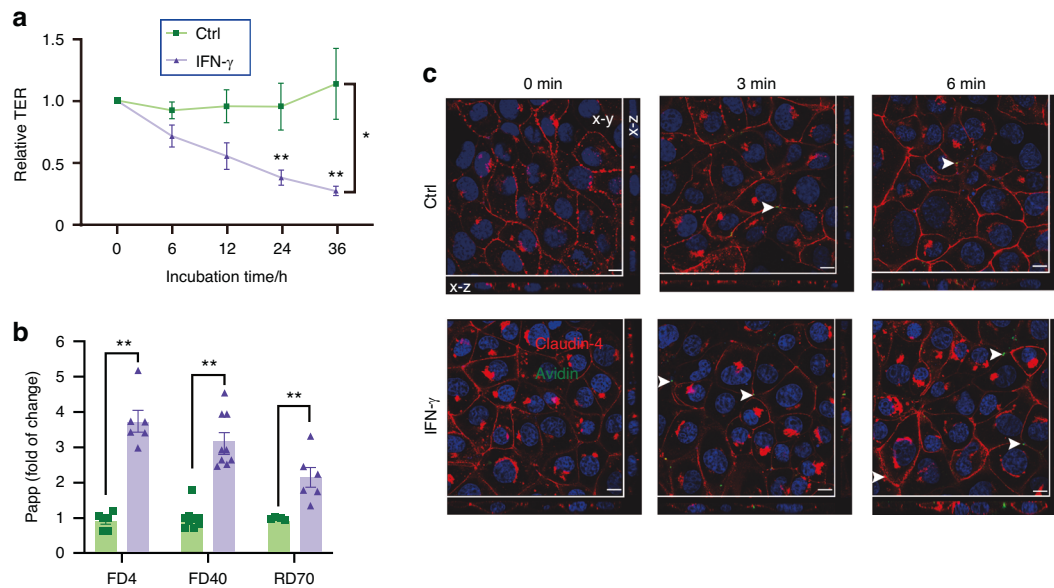 a
1.5
1.0
0.5
0
Relative TER
Ctrl
IFN-γ
*
**
**
0 6 12 24 36
Incubation time/h
b
6
5
4
3
2
1
0
Papp (fold of change)
**
**
**
FD4 FD40 RD70
c
0 min 3 min 6 min
Ctrl
x-y
x-z
x-z
IFN-γ
Claudin-4
Avidin